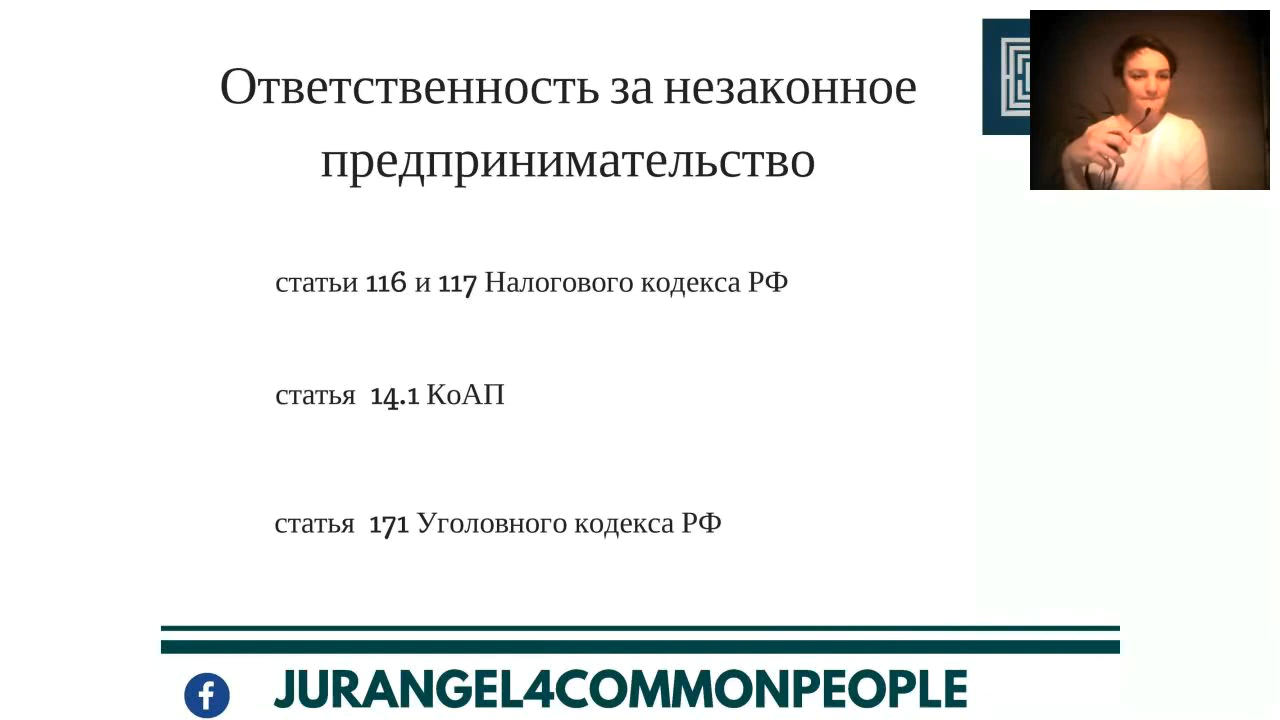 Ответственность за незаконное
предпринимательство
статьи 116 и 117 Налогового кодекса РФ
статья 14.1 КоАП
статья 171 Уголовного кодекса РФ
JURANGEL4COMMONPEOPLE